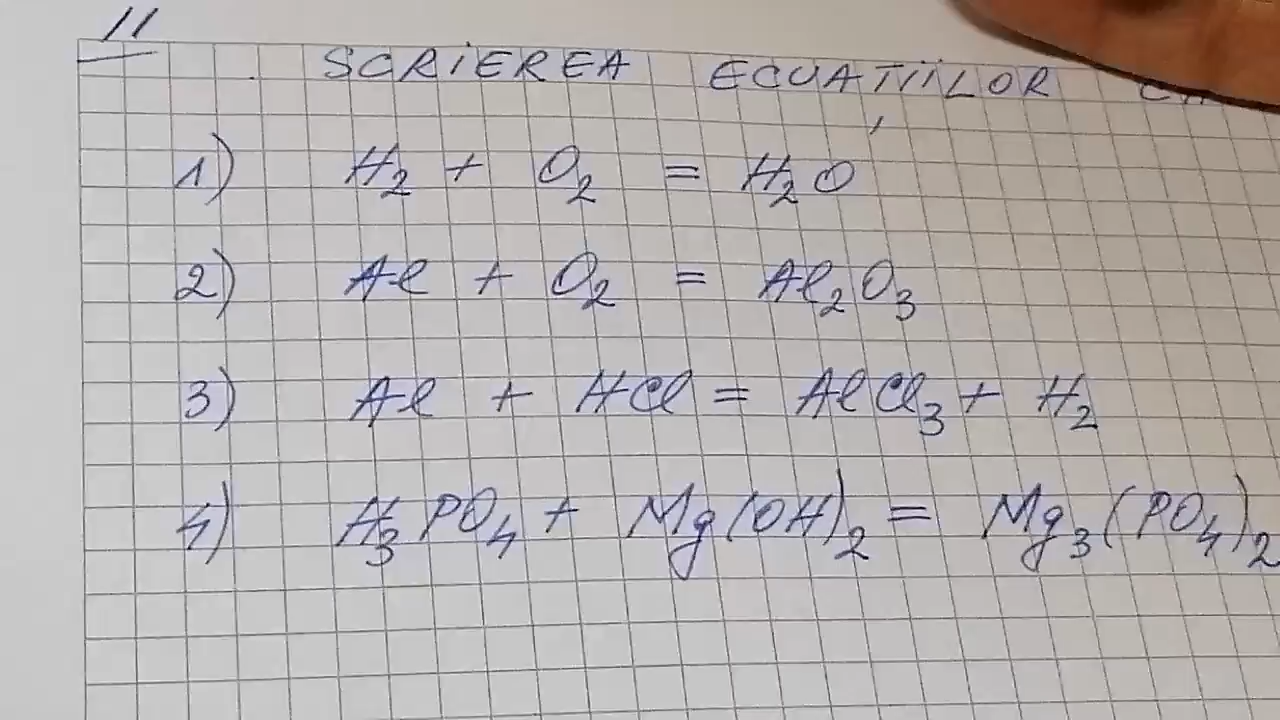 11
SCRIEREA ECUAȚIILOR
1) H₂ + O₂ = H₂O
2) Al + O₂ = Al₂O₃
3) Al + HCl = AlCl₃ + H₂
4) H₃PO₄ + Mg(OH)₂ = Mg₃(PO₄)₂